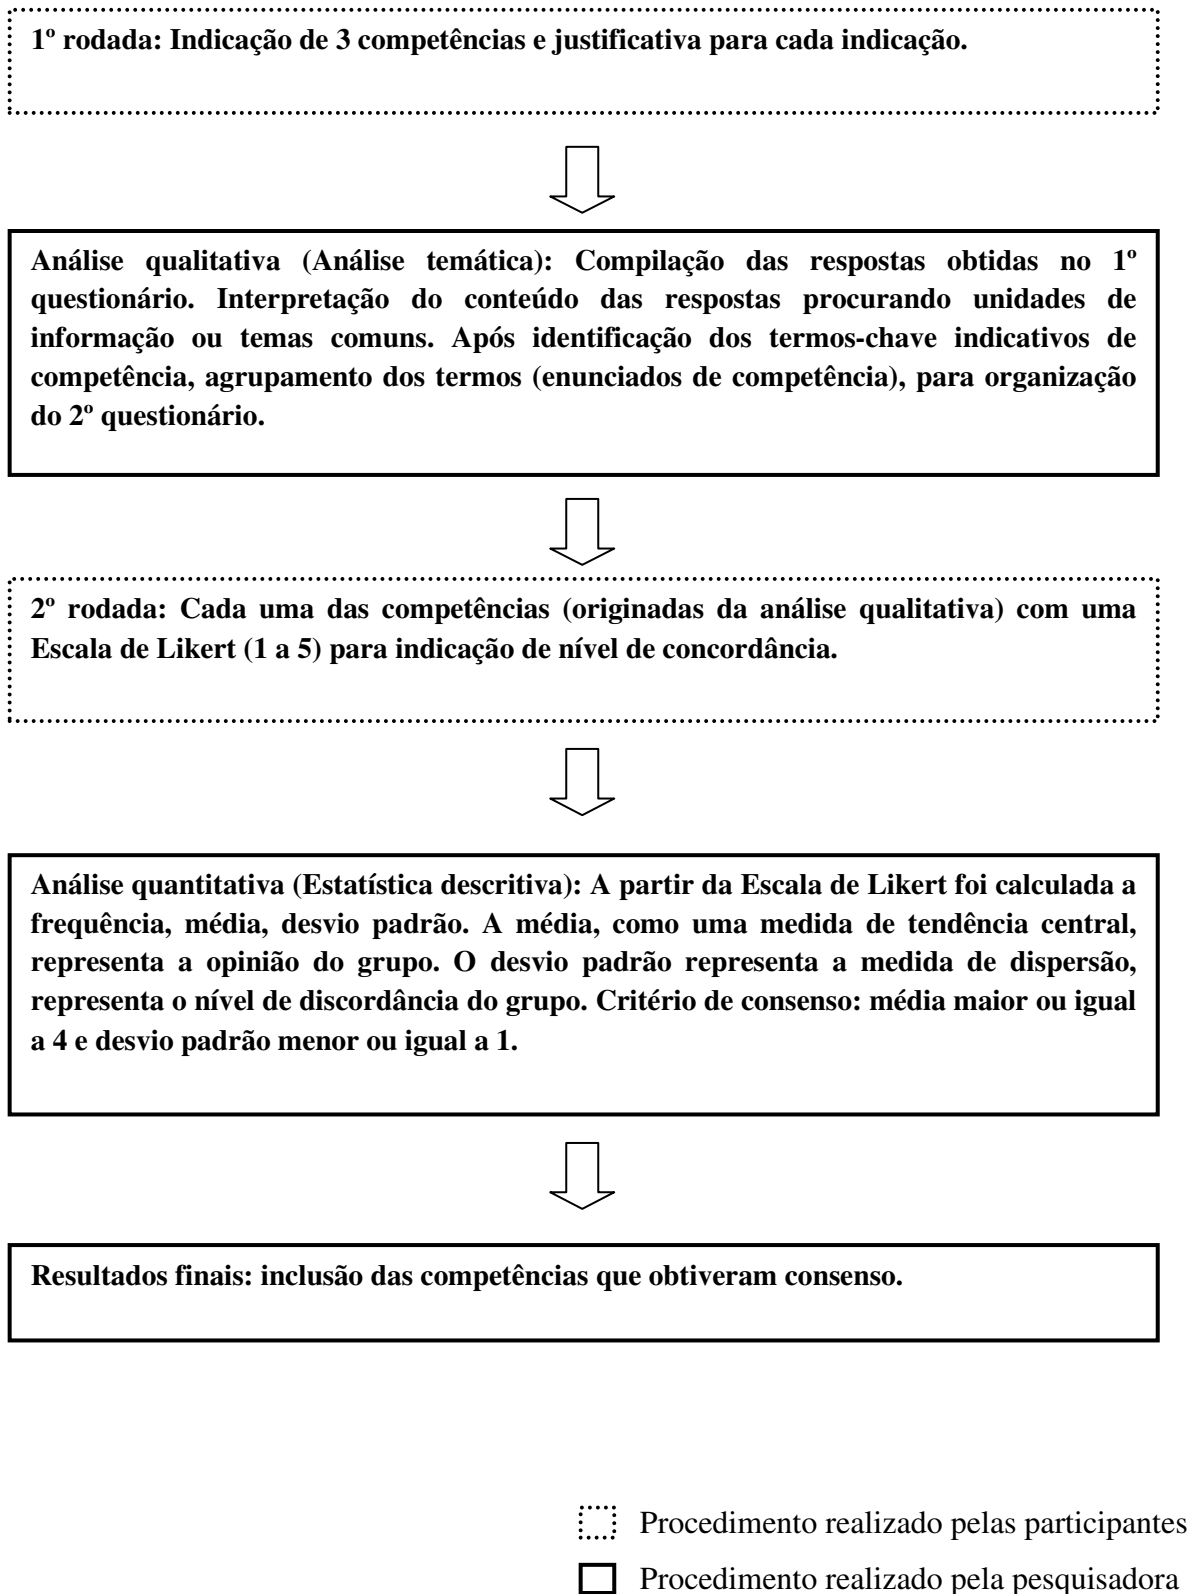 1º rodada: Indicação de 3 competências e justificativa para cada indicação.
Análise qualitativa (Análise temática): Compilação das respostas obtidas no 1º
questionário. Interpretação do conteúdo das respostas procurando unidades de
informação ou temas comuns. Após identificação dos termos-chave indicativos de
competência, agrupamento dos termos (enunciados de competência), para organização
do 2º questionário.
2º rodada: Cada uma das competências (originadas da análise qualitativa) com uma
Escala de Likert (1 a 5) para indicação de nível de concordância.
Análise quantitativa (Estatística descritiva): A partir da Escala de Likert foi calculada a
frequência, média, desvio padrão. A média, como uma medida de tendência central,
representa a opinião do grupo. O desvio padrão representa a medida de dispersão,
representa o nível de discordância do grupo. Critério de consenso: média maior ou igual
a 4 e desvio padrão menor ou igual a 1.
Resultados finais: inclusão das competências que obtiveram consenso.
Procedimento realizado pelas participantes
Procedimento realizado pela pesquisadora